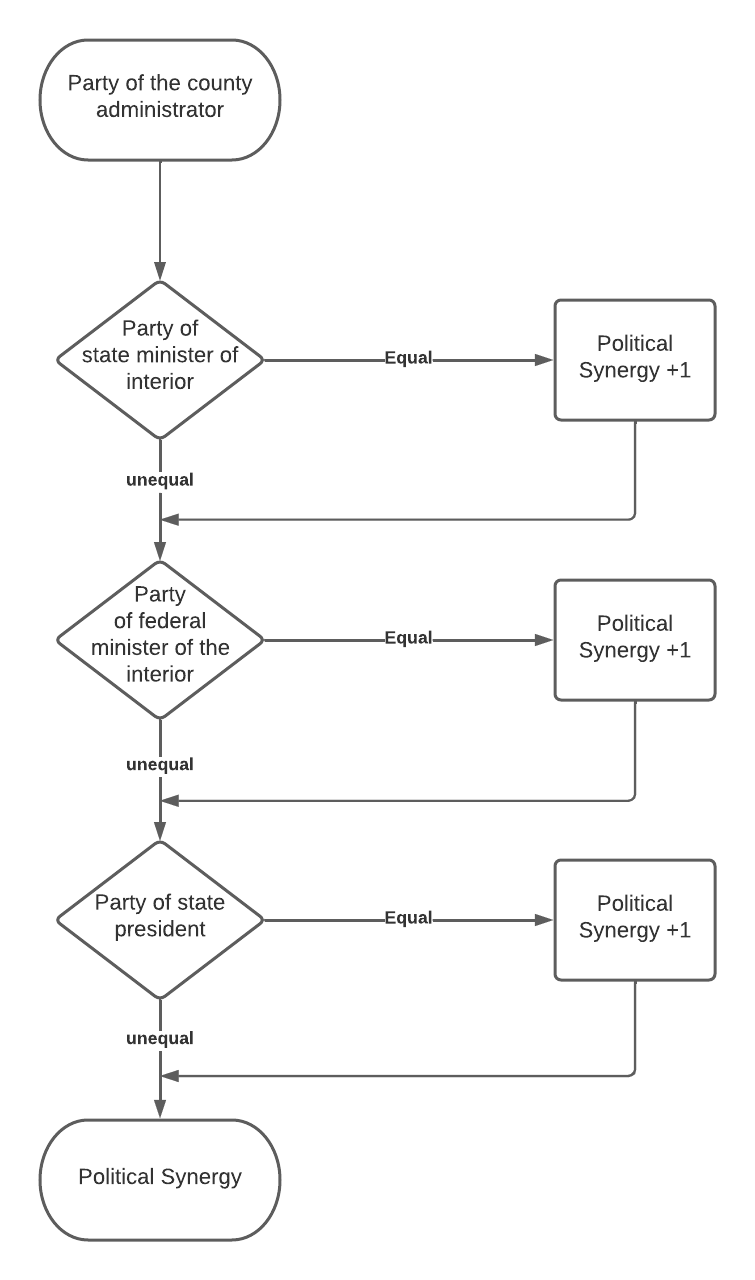 Party of the county
administrator
Party of
state minister of
interior
Equal
Political
Synergy +1
unequal
Party
of federal
minister of the
interior
Equal
Political
Synergy +1
unequal
Party of state
president
Equal
Political
Synergy +1
unequal
Political Synergy